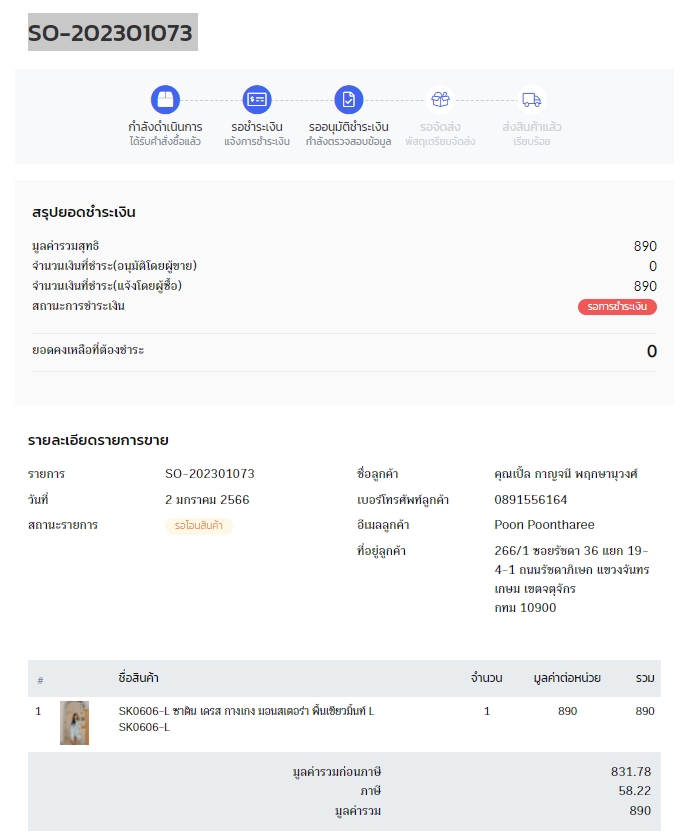 SO-202301073
กำลังดำเนินการ
ได้รับคำสั่งซื้อแล้ว
รอชำระเงิน
แจ้งการชำระเงิน
รออนุมัติชำระเงิน
กำลังตรวจสอบข้อมูล
รอจัดส่ง
พัสดุเตรียมจัดส่ง
ส่งสินค้าแล้ว
เรียบร้อย
สรุปยอดชำระเงิน
มูลค่ารวมสุทธิ 890
จำนวนเงินที่ชำระ(อนุมัติโดยผู้ขาย) 0
จำนวนเงินที่ชำระ(แจ้งโดยผู้ซื้อ) 890
สถานะการชำระเงิน รอการชำระเงิน
ยอดคงเหลือที่ต้องชำระ 0
รายละเอียดรายการขาย
รายการ SO-202301073
วันที่ 2 มกราคม 2566
สถานะรายการ รอโอนสินค้า
ชื่อลูกค้า คุณเปิ้ล กาญจนี พฤกษานุวงศ์
เบอร์โทรศัพท์ลูกค้า 0891556164
อีเมลลูกค้า Poon Poontharee
ที่อยู่ลูกค้า 266/1 ซอยรัชดา 36 แยก 19-
4-1 ถนนรัชดาภิเษก แขวงจันทร
เกษม เขตจตุจักร
กทม 10900
# ชื่อสินค้า จำนวน มูลค่าต่อหน่วย รวม
1 SK0606-L ซาติน เดรส กางเกง มอนสเตอร่า พื้นเขียวมิ้นท์ L 1 890 890
SK0606-L
มูลค่ารวมก่อนภาษี 831.78
ภาษี 58.22
มูลค่ารวม 890